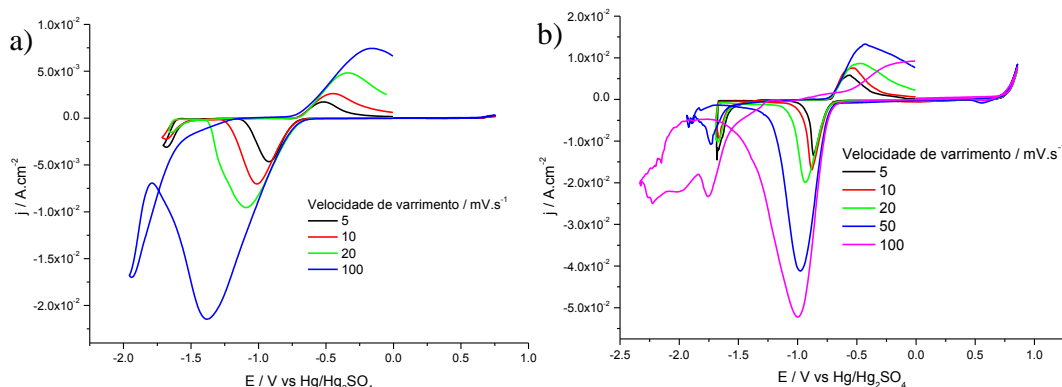 a)
1.0x10⁻²
5.0x10⁻³
0.0
-5.0x10⁻³
-1.0x10⁻²
-1.5x10⁻²
-2.0x10⁻²
j / A.cm⁻²
Velocidade de varrimento / mV.s⁻¹
5
10
20
100
-2.0 -1.5 -1.0 -0.5 0.0 0.5 1.0
E / V vs Hg/Hg₂SO₄
b)
2.0x10⁻²
1.0x10⁻²
0.0
-1.0x10⁻²
-2.0x10⁻²
-3.0x10⁻²
-4.0x10⁻²
-5.0x10⁻²
j / A.cm⁻²
Velocidade de varrimento / mV.s⁻
5
10
20
50
100
-2.5 -2.0 -1.5 -1.0 -0.5 0.0 0.5 1.0
E / V vs Hg/Hg₂SO₄